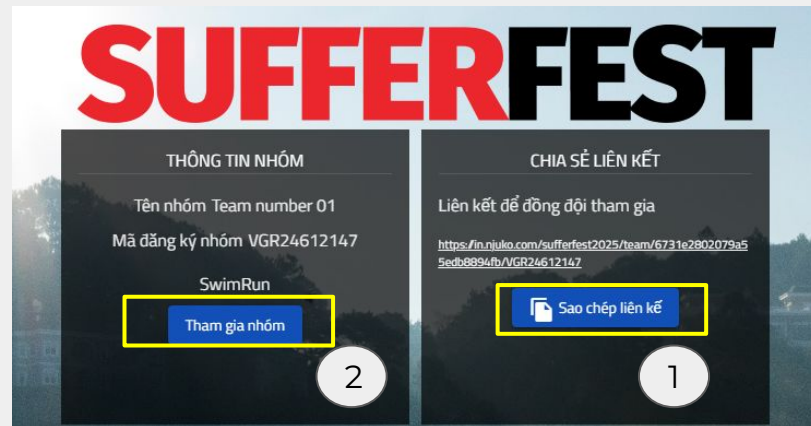 SUFFERFEST
THÔNG TIN NHÓM
Tên nhóm Team number 01
Mã đăng ký nhóm VGR24612147
SwimRun
Tham gia nhóm
2
CHIA SẺ LIÊN KẾT
Liên kết để đồng đội tham gia
https://in.njuko.com/sufferfest2025/team/6731e2802079a5
5edb8894fb/VGR24612147
Sao chép liên kế
1